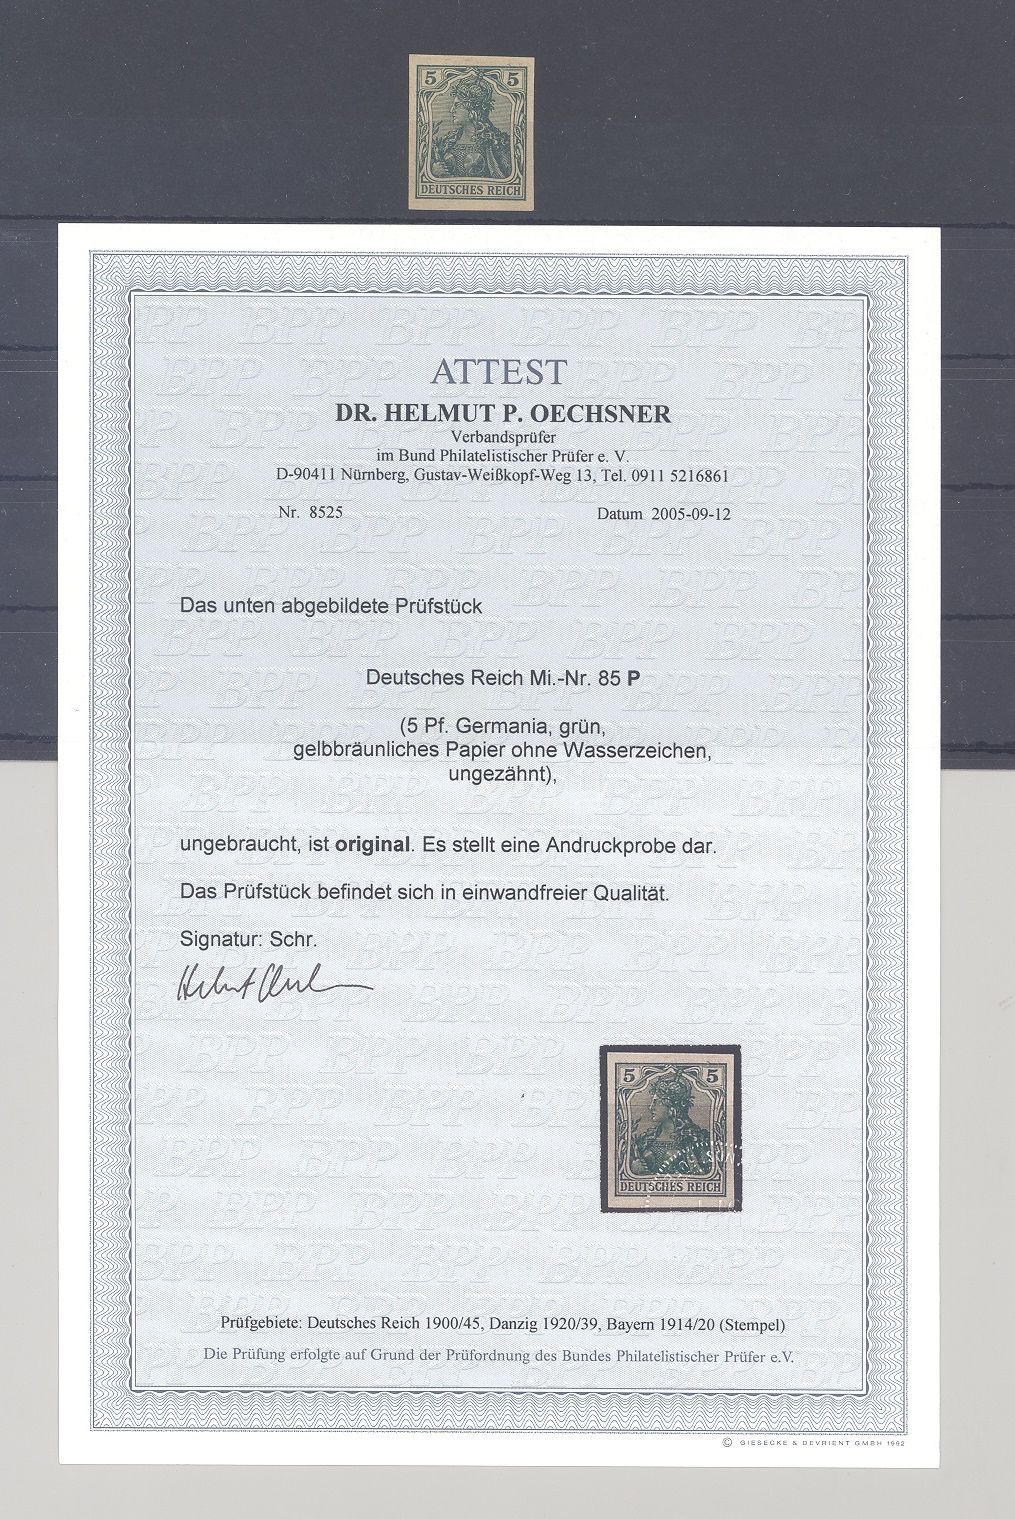 5 5
DEUTSCHES REICH
ATTEST
DR. HELMUT P. OECHSNER
Verbandsprüfer
im Bund Philatelistischer Prüfer e. V.
D-90411 Nürnberg, Gustav-Weißkopf-Weg 13, Tel. 0911 5216861
Nr. 8525 Datum 2005-09-12
Das unten abgebildete Prüfstück
Deutsches Reich Mi.-Nr. 85 P
(5 Pf. Germania, grün,
gelbbräunliches Papier ohne Wasserzeichen,
ungezähnt),
ungebraucht, ist original. Es stellt eine Andruckprobe dar.
Das Prüfstück befindet sich in einwandfreier Qualität.
Signatur: Schr.
5 5
DEUTSCHES REICH
Prüfgebiete: Deutsches Reich 1900/45, Danzig 1920/39, Bayern 1914/20 (Stempel)
Die Prüfung erfolgte auf Grund der Prüfordnung des Bundes Philatelistischer Prüfer e.V.
© GIESECKE & DEVRIENT GMBH 1992